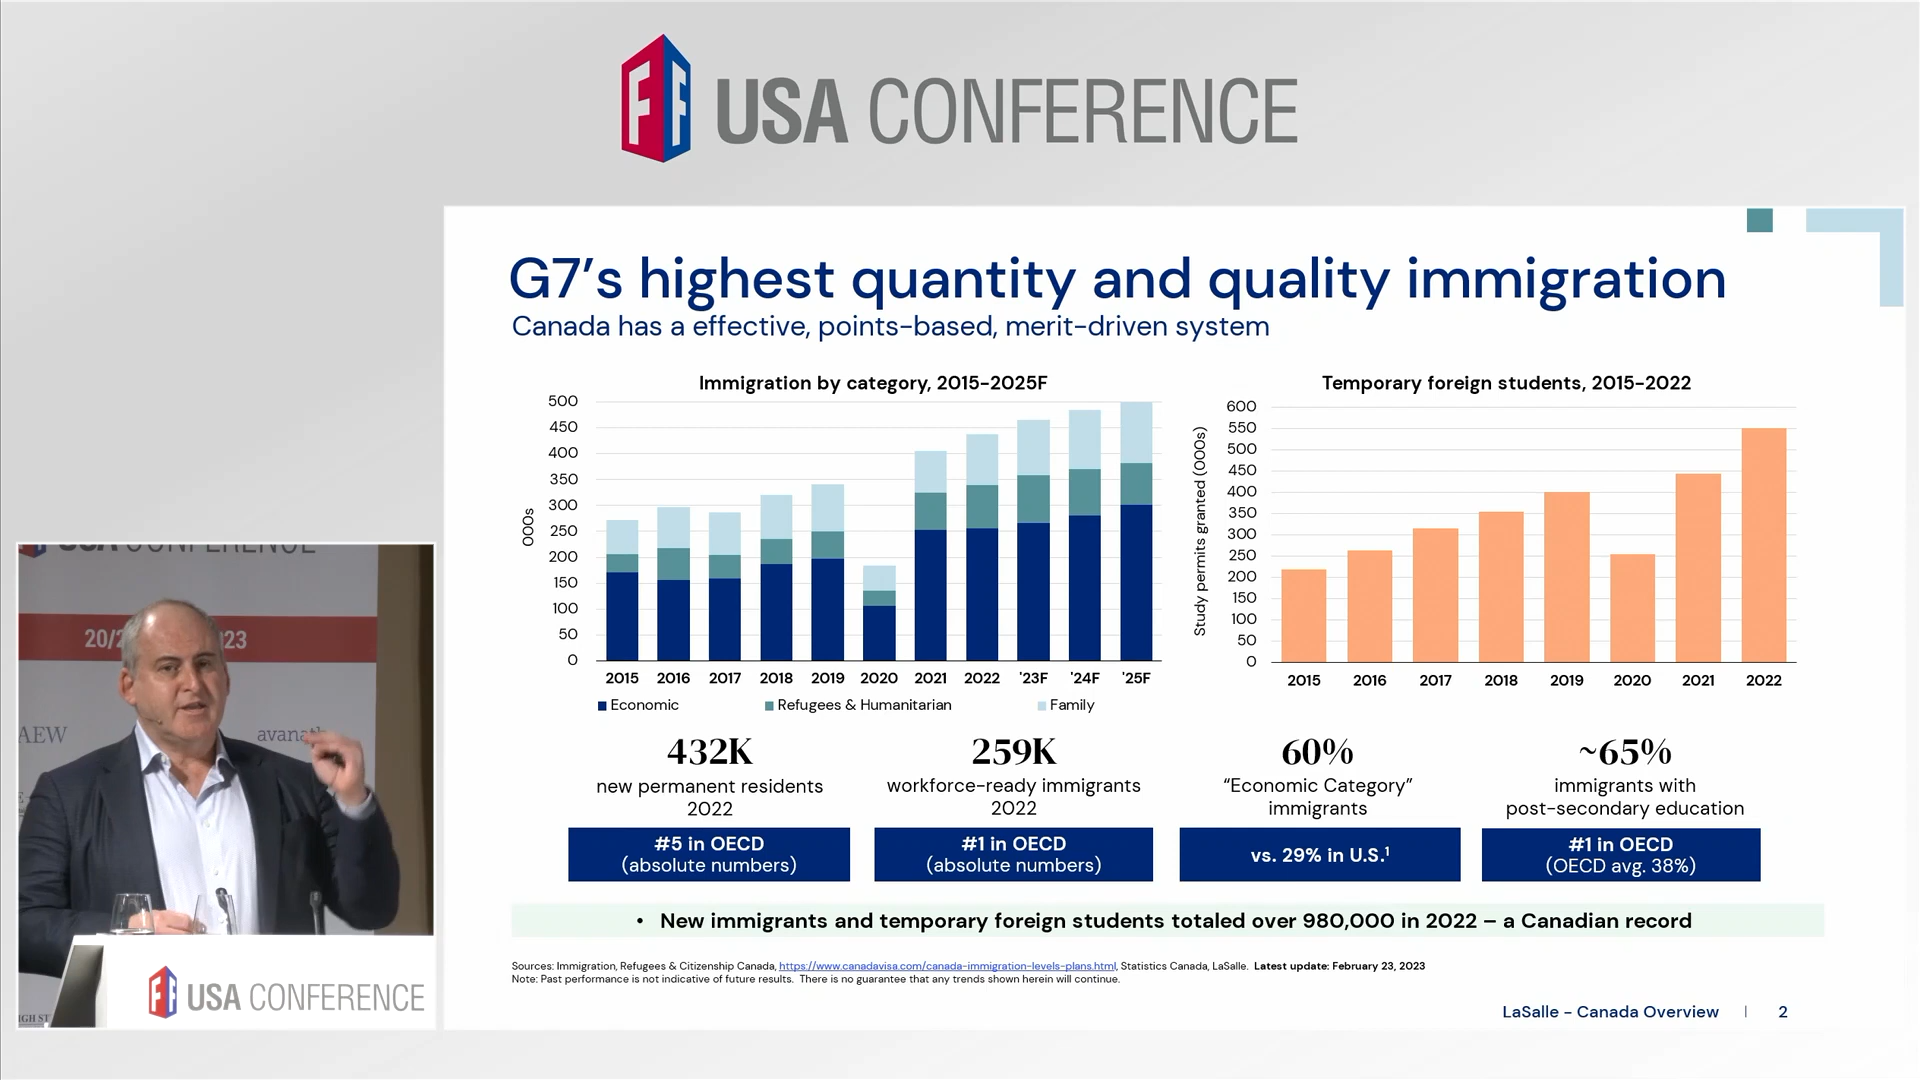 USA CONFERENCE
G7’s highest quantity and quality immigration
Canada has a effective, points-based, merit-driven system
Immigration by category, 2015-2025F
500
450
400
350
300
250
200
150
100
50
0
000s
2015 2016 2017 2018 2019 2020 2021 2022 '23F '24F '25F
Economic Refugees & Humanitarian Family
Temporary foreign students, 2015-2022
600
550
500
450
400
350
300
250
200
150
100
50
0
Study permits granted (000s)
2015 2016 2017 2018 2019 2020 2021 2022
432K
new permanent residents
2022
#5 in OECD
(absolute numbers)
259K
workforce-ready immigrants
2022
#1 in OECD
(absolute numbers)
60%
“Economic Category”
immigrants
vs. 29% in U.S.¹
~65%
immigrants with
post-secondary education
#1 in OECD
(OECD avg. 38%)
• New immigrants and temporary foreign students totaled over 980,000 in 2022 – a Canadian record
Sources: Immigration, Refugees & Citizenship Canada, https://www.canadavisa.com/canada-immigration-levels-plans.html, Statistics Canada, LaSalle. Latest update: February 23, 2023
Note: Past performance is not indicative of future results. There is no guarantee that any trends shown herein will continue.
LaSalle - Canada Overview | 2
USA CONFERENCE
20/2 23
AEW
USA CONFERENCE